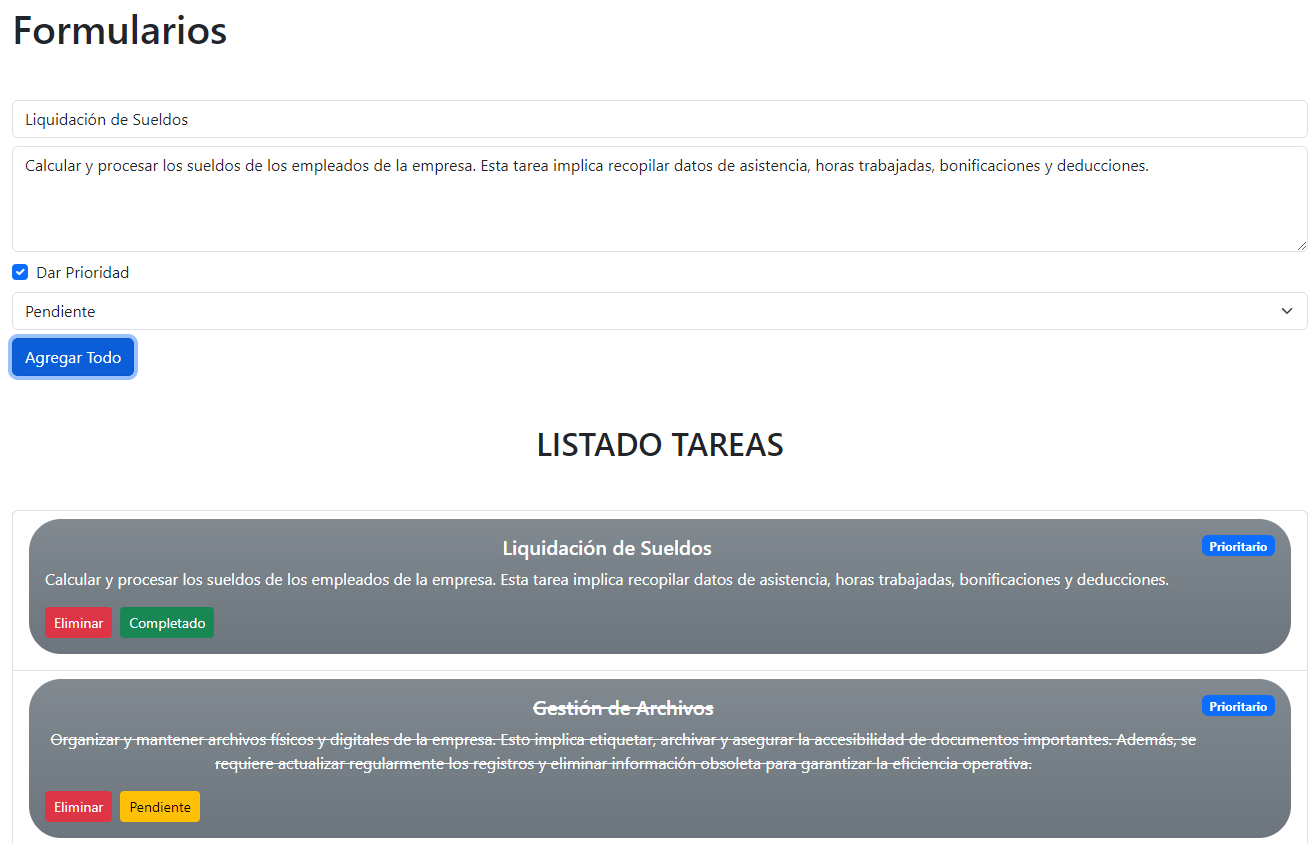 Formularios
Liquidación de Sueldos
Calcular y procesar los sueldos de los empleados de la empresa. Esta tarea implica recopilar datos de asistencia, horas trabajadas, bonificaciones y deducciones.
Dar Prioridad
Pendiente
Agregar Todo
LISTADO TAREAS
Liquidación de Sueldos
Prioritario
Calcular y procesar los sueldos de los empleados de la empresa. Esta tarea implica recopilar datos de asistencia, horas trabajadas, bonificaciones y deducciones.
Eliminar Completado
Gestión de Archivos
Prioritario
Organizar y mantener archivos físicos y digitales de la empresa. Esto implica etiquetar, archivar y asegurar la accesibilidad de documentos importantes. Además, se
requiere actualizar regularmente los registros y eliminar información obsoleta para garantizar la eficiencia operativa.
Eliminar Pendiente